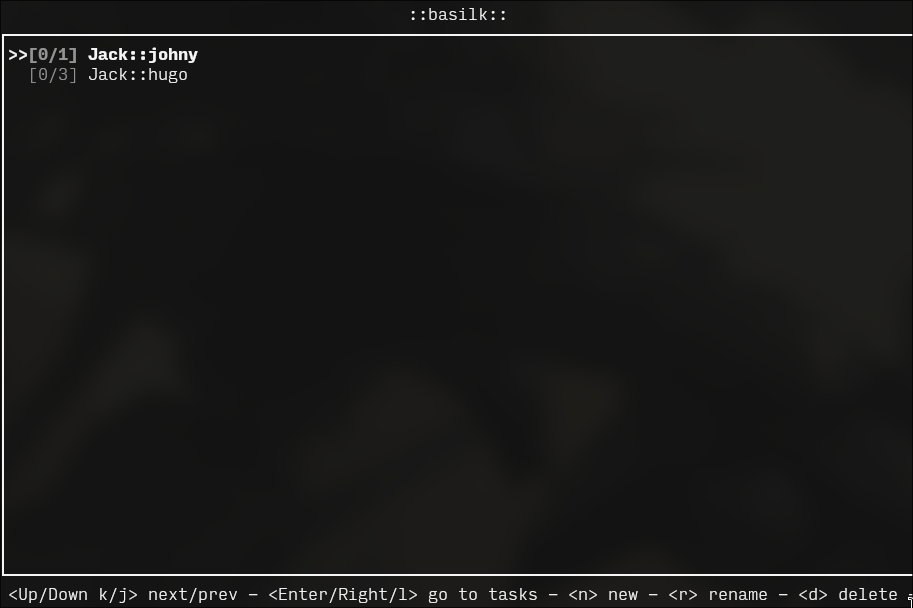 ::basilk::
>>[0/1] Jack::johny
[0/3] Jack::hugo
<Up/Down k/j> next/prev – <Enter/Right/l> go to tasks – <n> new – <r> rename – <d> delete